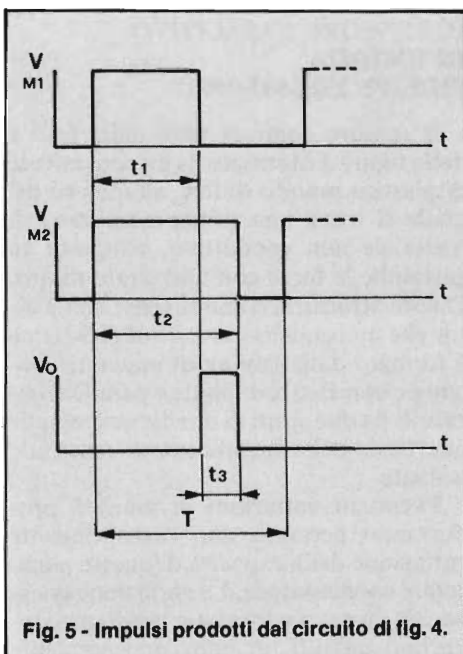 V
M1
t
t1
V
M2
t
t2
VO
t
t3
T
Fig. 5 - Impulsi prodotti dal circuito di fig. 4.